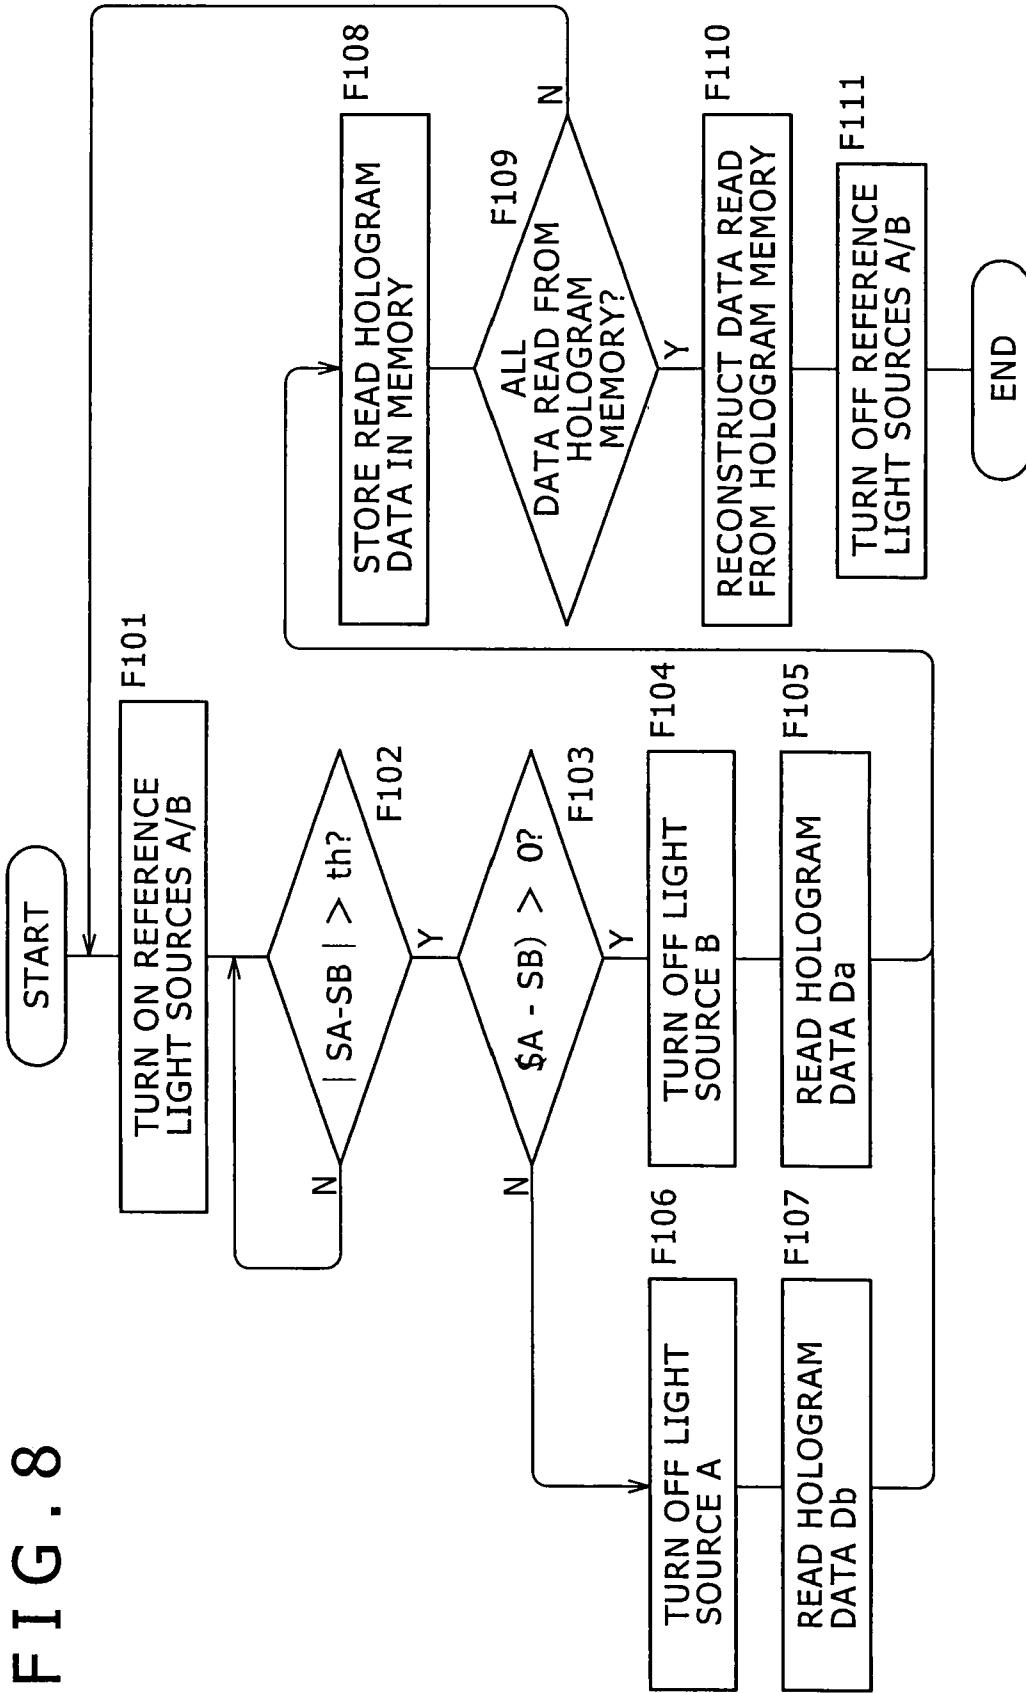 FIG.8
START
TURN ON REFERENCE
LIGHT SOURCES A/B
F101
| SA-SB | > th?
F102
N
Y
$A - SB) > 0?
F103
N
Y
TURN OFF LIGHT
SOURCE B
F104
READ HOLOGRAM
DATA Da
F105
TURN OFF LIGHT
SOURCE A
F106
READ HOLOGRAM
DATA Db
F107
STORE READ HOLOGRAM
DATA IN MEMORY
F108
ALL
DATA READ FROM
HOLOGRAM
MEMORY?
F109
N
Y
RECONSTRUCT DATA READ
FROM HOLOGRAM MEMORY
F110
TURN OFF REFERENCE
LIGHT SOURCES A/B
F111
END